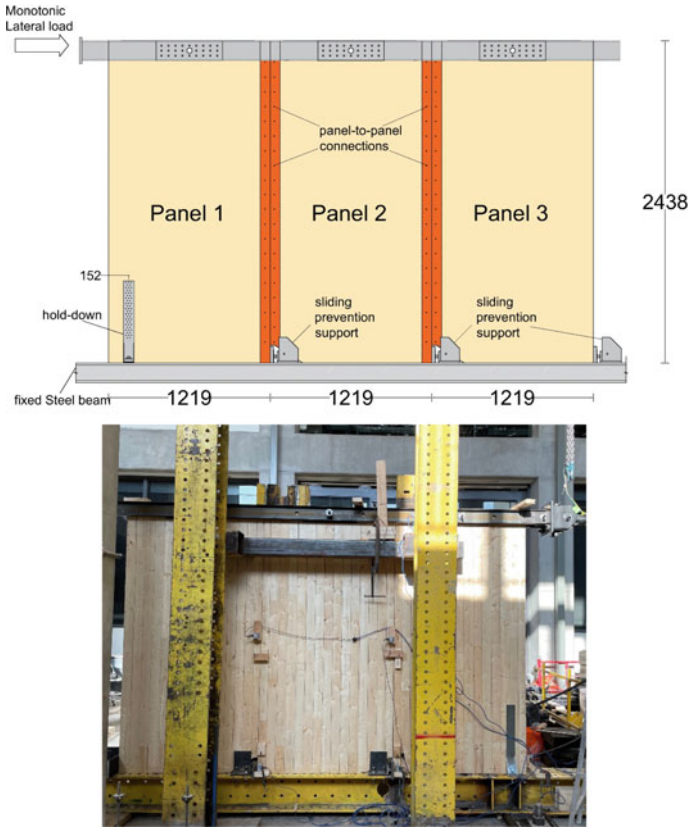 Monotonic
Lateral load
panel-to-panel
connections
2438
Panel 1
Panel 2
Panel 3
152
hold-down
sliding
prevention
support
sliding
prevention
support
fixed Steel beam
1219
1219
1219